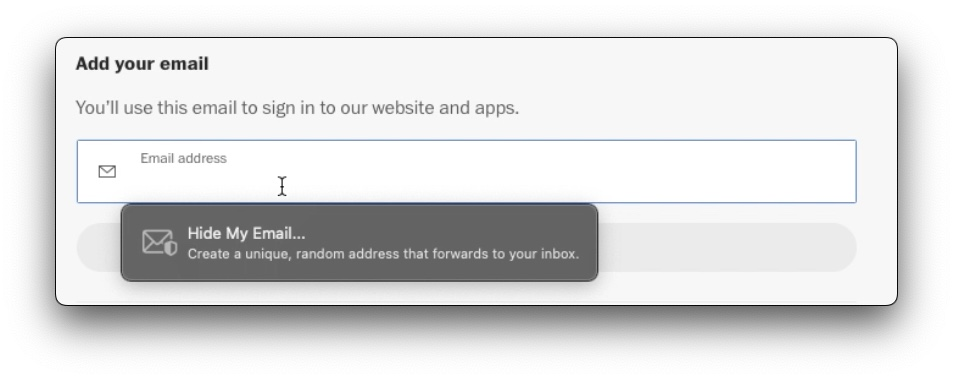 Add your email
You'll use this email to sign in to our website and apps.
Email address
Hide My Email...
Create a unique, random address that forwards to your inbox.